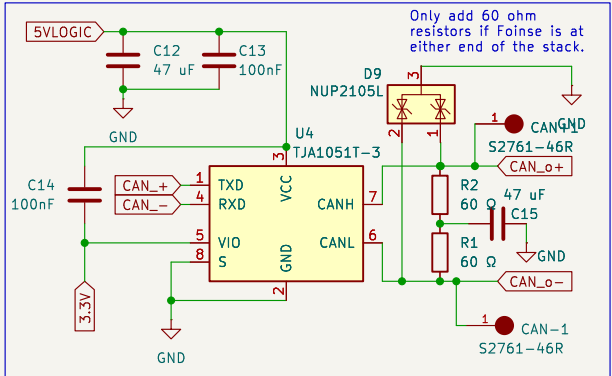 Only add 60 ohm
resistors if Foinse is at
either end of the stack.
5VLOGIC
C12
47 uF
C13
100nF
GND
D9
NUP2105L
3
2
1
GND
1
CAN+1
S2761-46R
U4
TJA1051T-3
3
VCC
C14
100nF
CAN_+
1
TXD
CAN_-
4
RXD
CANH
7
R2
60 Ω
47 uF
C15
CAN_o+
5
VIO
8
S
GND
CANL
6
R1
60 Ω
GND
CAN_o-
2
3.3V
GND
1
CAN-1
S2761-46R